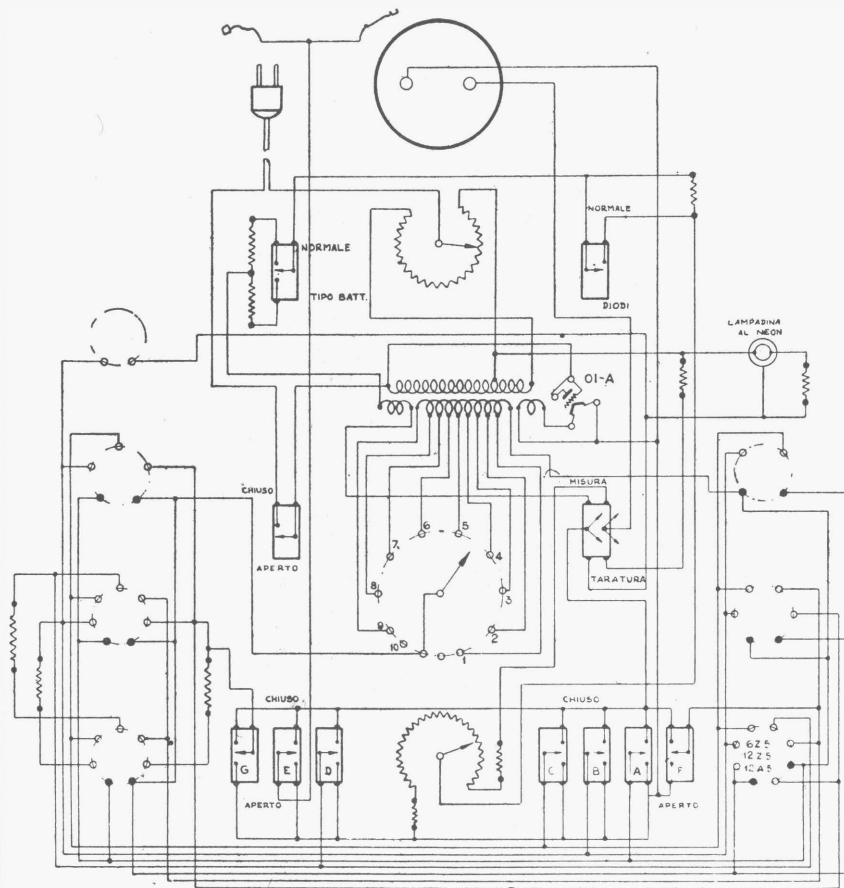 NORMALE
NORMALE
TIPO BATT.
DIODI
LAMPADINA
AL NEON
01-A
CHIUSO
MISURA
6
5
7
4
APERTO
TARATURA
8
3
9
2
10
1
CHIUSO
CHIUSO
G
E
D
C
B
A
F
6Z5
12Z5
12A5
APERTO
APERTO